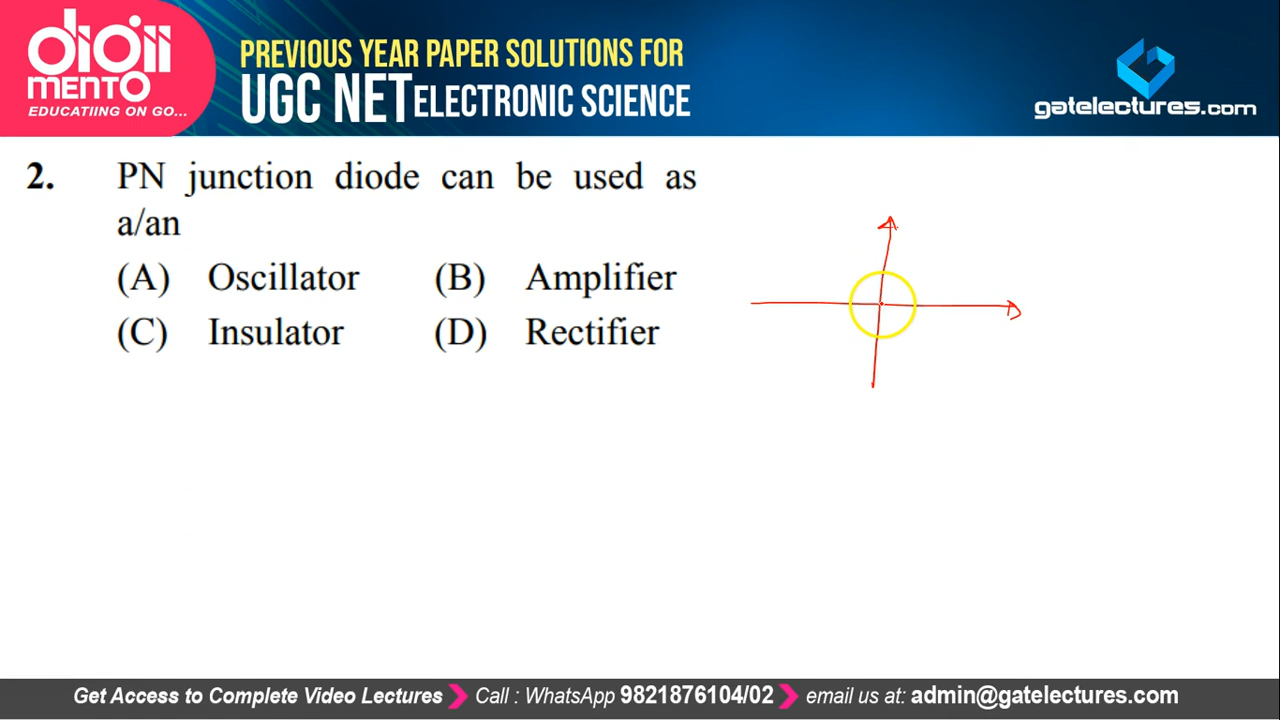 dıgıı
MENTO
EDUCATIING ON GO...
PREVIOUS YEAR PAPER SOLUTIONS FOR
UGC NET ELECTRONIC SCIENCE
gatelectures.com
2. PN junction diode can be used as
a/an
(A) Oscillator (B) Amplifier
(C) Insulator (D) Rectifier
Get Access to Complete Video Lectures Call : WhatsApp 9821876104/02 email us at: admin@gatelectures.com